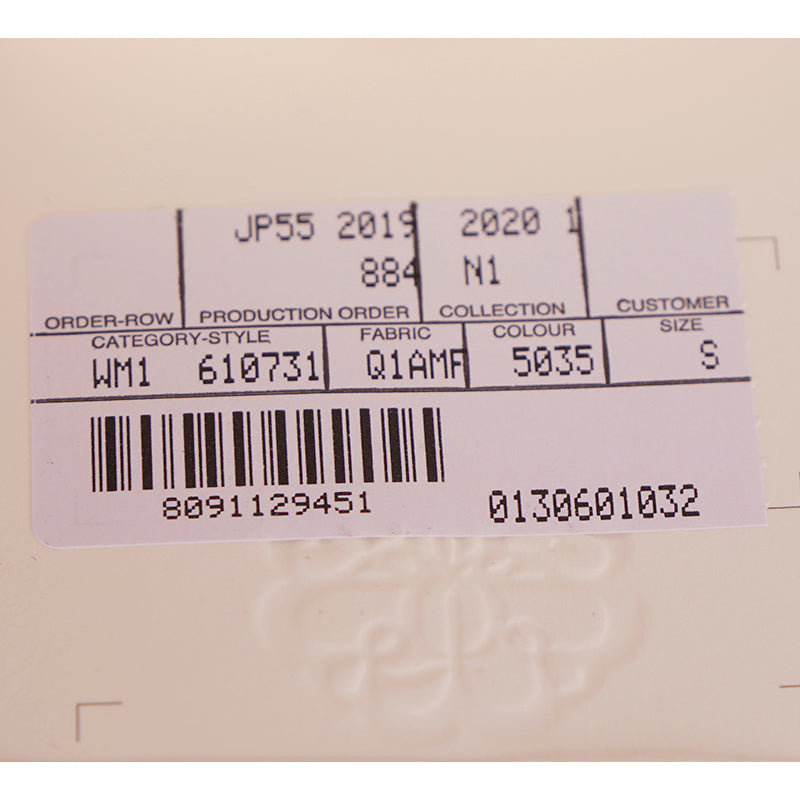 JP55 2019 2020 1
884 N1
ORDER-ROW PRODUCTION ORDER COLLECTION CUSTOMER
CATEGORY-STYLE FABRIC COLOUR SIZE
WM1 610731 Q1AMF 5035 S
8091129451 0130601032